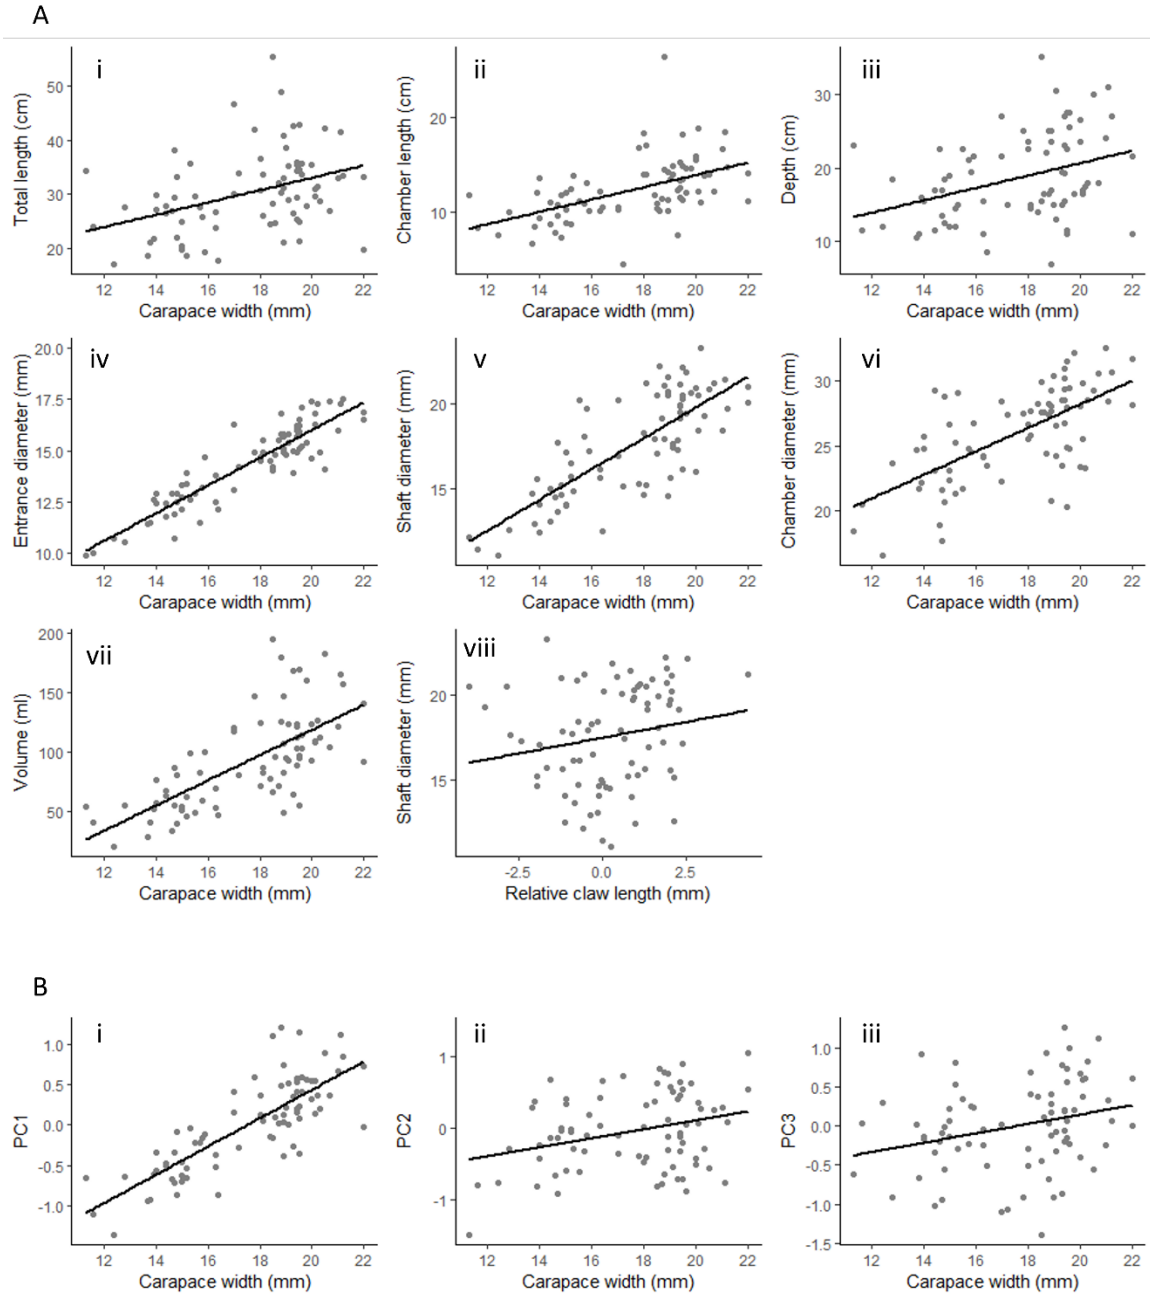 A
i
ii
iii
Total length (cm)
50
40
30
20
Chamber length (cm)
20
10
Depth (cm)
30
20
10
12 14 16 18 20 22
12 14 16 18 20 22
12 14 16 18 20 22
Carapace width (mm)
Carapace width (mm)
Carapace width (mm)
iv
v
vi
Entrance diameter (mm)
20.0
17.5
15.0
12.5
10.0
Shaft diameter (mm)
20
15
Chamber diameter (mm)
30
25
20
12 14 16 18 20 22
12 14 16 18 20 22
12 14 16 18 20 22
Carapace width (mm)
Carapace width (mm)
Carapace width (mm)
vii
viii
Volume (ml)
200
150
100
50
Shaft diameter (mm)
20
15
12 14 16 18 20 22
-2.5 0.0 2.5
Carapace width (mm)
Relative claw length (mm)
B
i
ii
iii
PC1
1.0
0.5
0.0
-0.5
-1.0
PC2
1
0
-1
PC3
1.0
0.5
0.0
-0.5
-1.0
-1.5
12 14 16 18 20 22
12 14 16 18 20 22
12 14 16 18 20 22
Carapace width (mm)
Carapace width (mm)
Carapace width (mm)